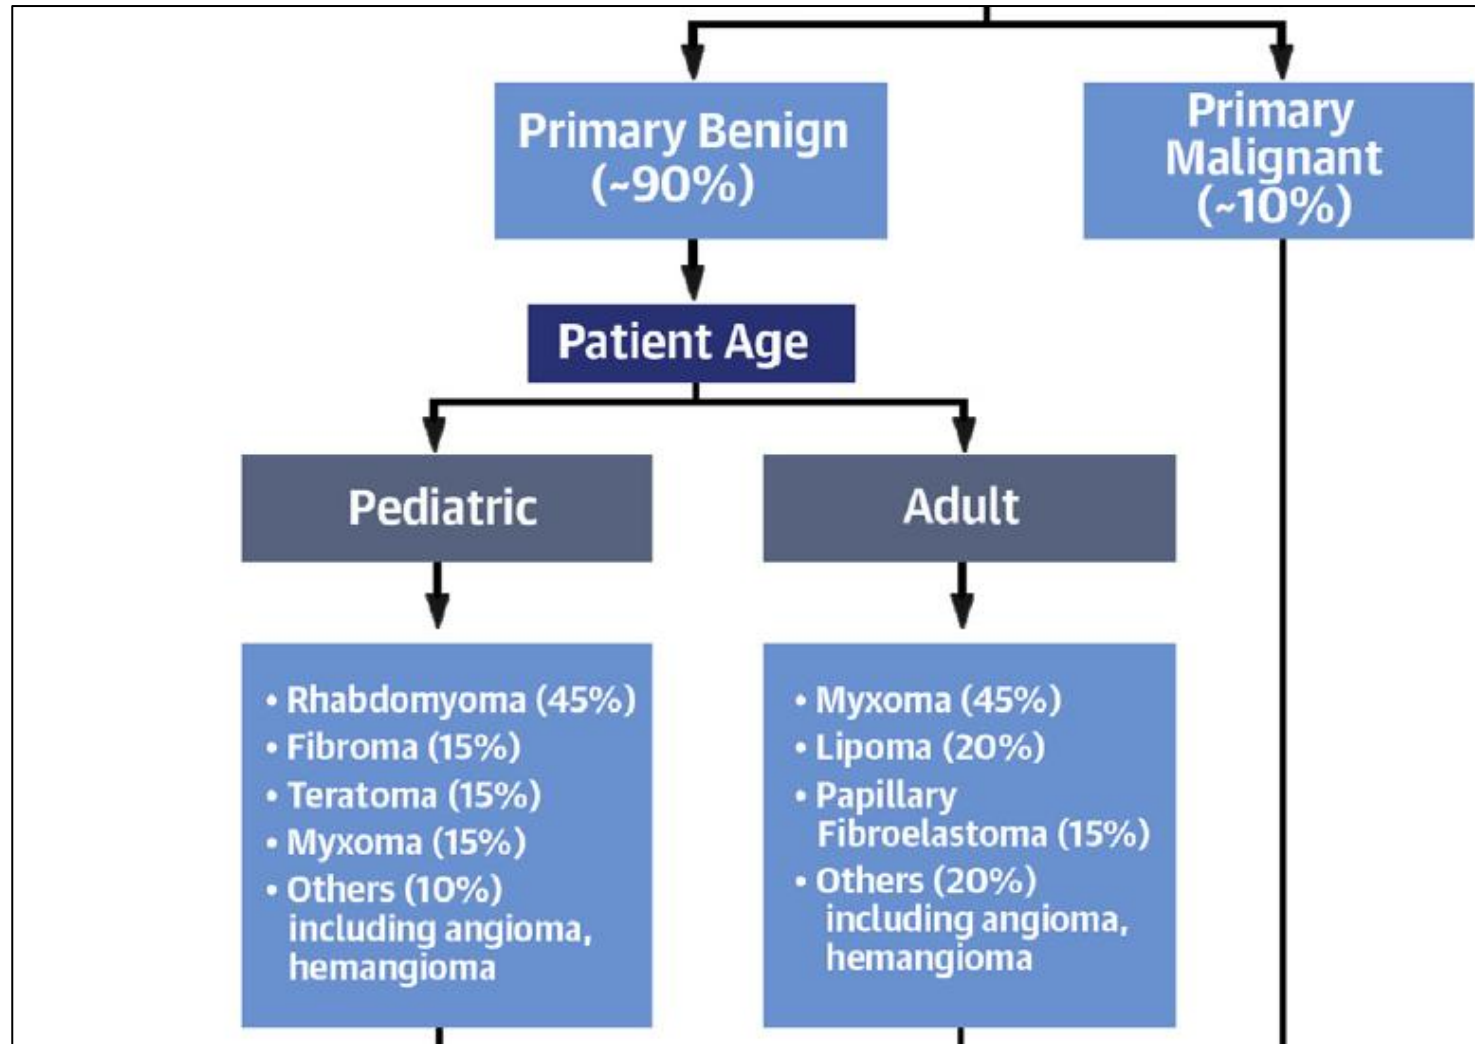 Primary Benign
(~90%)
Primary
Malignant
(~10%)
Patient Age
Pediatric
Adult
• Rhabdomyoma (45%)
• Fibroma (15%)
• Teratoma (15%)
• Myxoma (15%)
• Others (10%)
including angioma,
hemangioma
• Myxoma (45%)
• Lipoma (20%)
• Papillary
Fibroelastoma (15%)
• Others (20%)
including angioma,
hemangioma